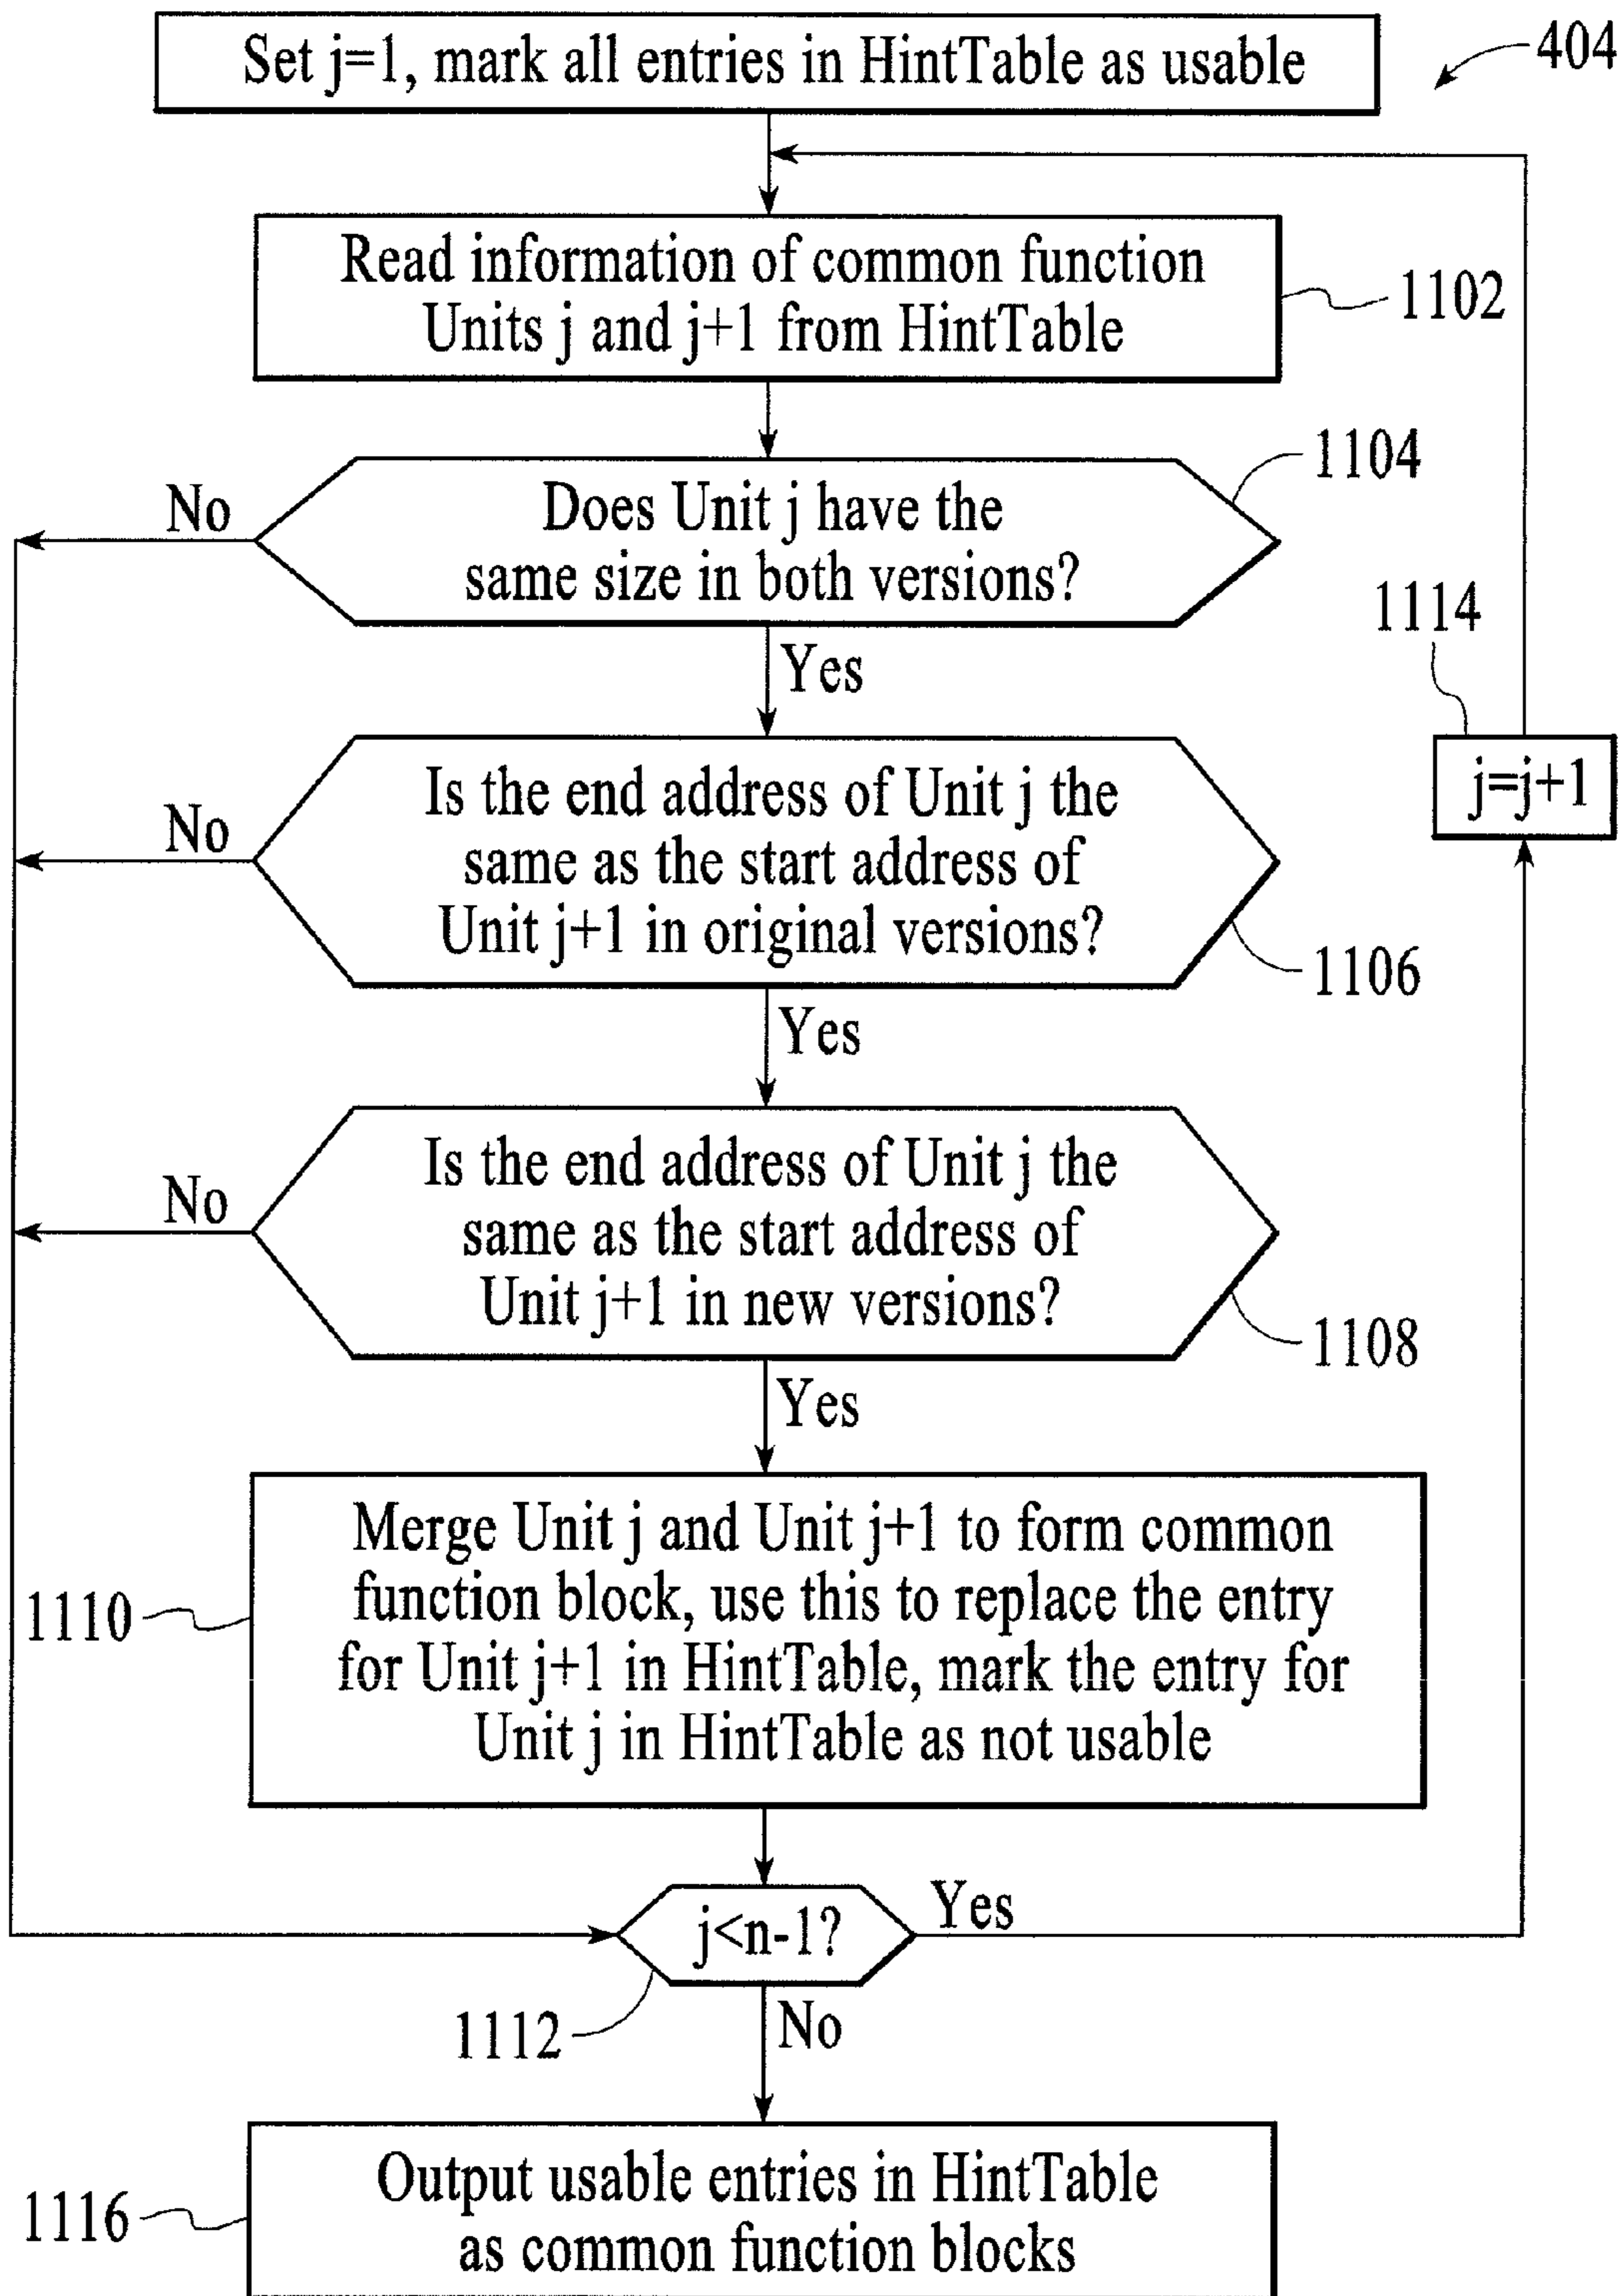 Set j=1, mark all entries in HintTable as usable
404
Read information of common function
Units j and j+1 from HintTable
1102
Does Unit j have the
same size in both versions?
1104
No
Yes
1114
j=j+1
Is the end address of Unit j the
same as the start address of
Unit j+1 in original versions?
No
1106
Yes
Is the end address of Unit j the
same as the start address of
Unit j+1 in new versions?
No
1108
Yes
Merge Unit j and Unit j+1 to form common
function block, use this to replace the entry
for Unit j+1 in HintTable, mark the entry for
Unit j in HintTable as not usable
1110
j<n-1?
Yes
1112
No
Output usable entries in HintTable
as common function blocks
1116